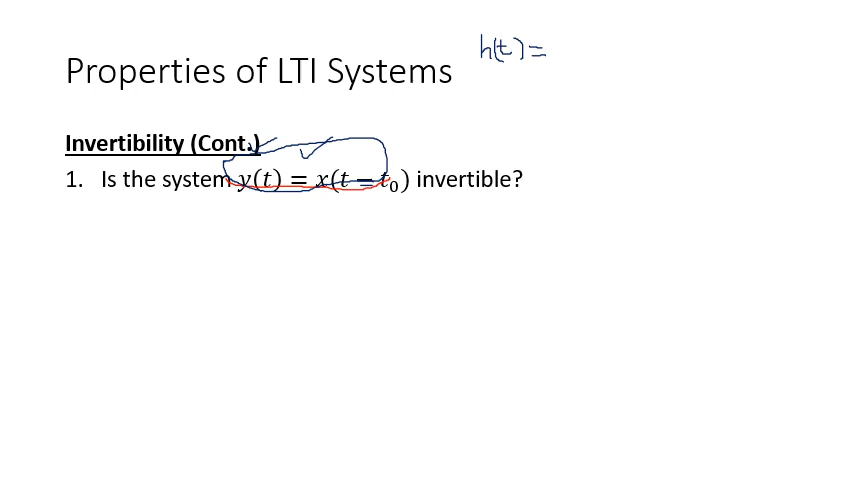 h(t) =
Properties of LTI Systems
Invertibility (Cont.)
1. Is the system y(t) = x(t − t₀) invertible?